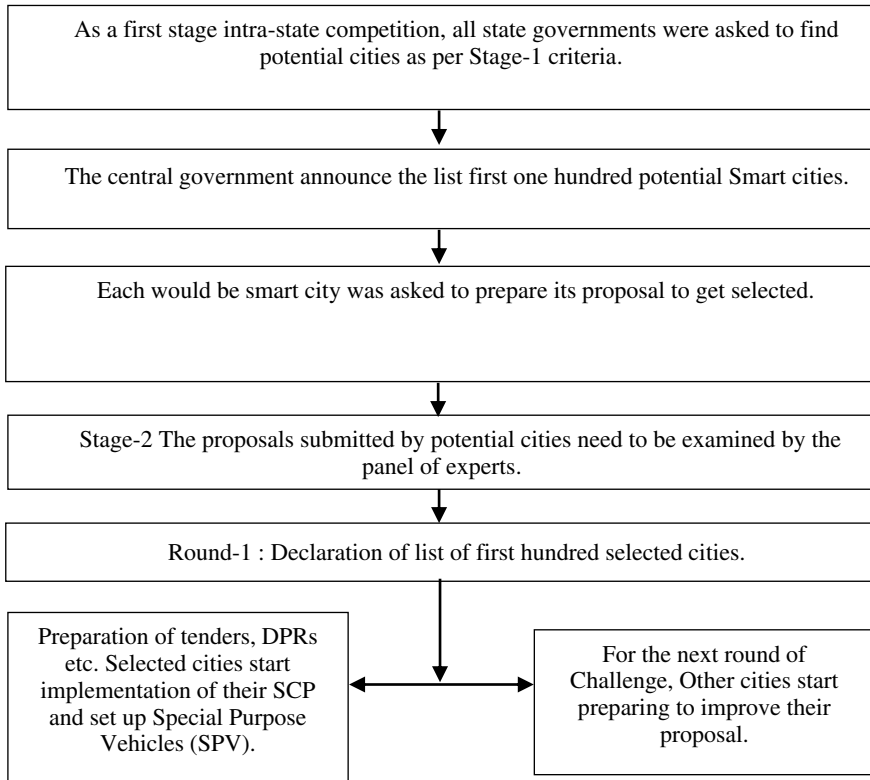 As a first stage intra-state competition, all state governments were asked to find
potential cities as per Stage-1 criteria.
The central government announce the list first one hundred potential Smart cities.
Each would be smart city was asked to prepare its proposal to get selected.
Stage-2 The proposals submitted by potential cities need to be examined by the
panel of experts.
Round-1 : Declaration of list of first hundred selected cities.
Preparation of tenders, DPRs
etc. Selected cities start
implementation of their SCP
and set up Special Purpose
Vehicles (SPV).
For the next round of
Challenge, Other cities start
preparing to improve their
proposal.